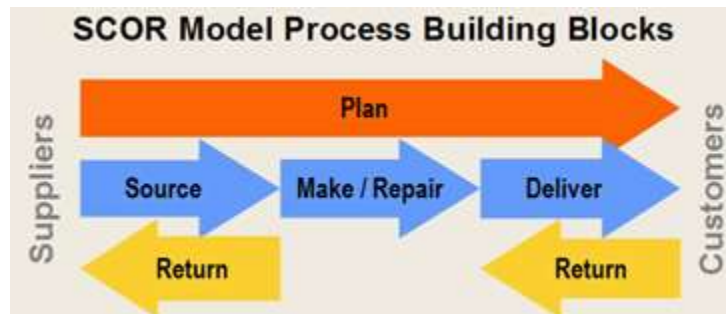 SCOR Model Process Building Blocks
Suppliers
Plan
Customers
Source
Make / Repair
Deliver
Return
Return